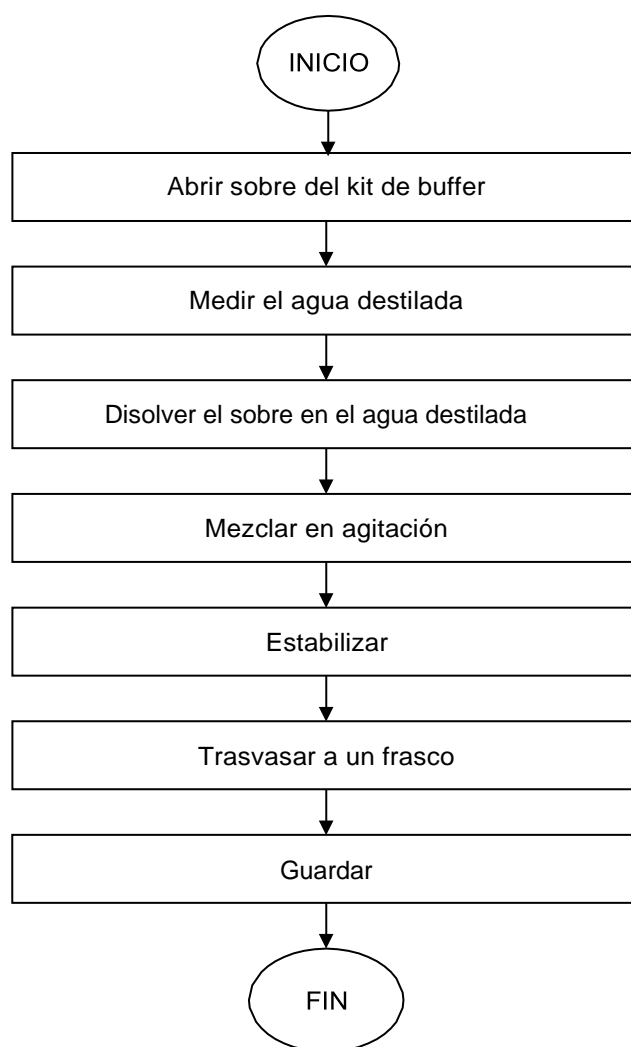 INICIO
Abrir sobre del kit de buffer
Medir el agua destilada
Disolver el sobre en el agua destilada
Mezclar en agitación
Estabilizar
Trasvasar a un frasco
Guardar
FIN